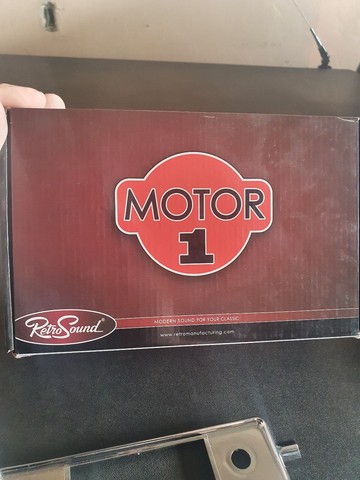 MOTOR
1
RetroSound®
MODERN SOUND FOR YOUR CLASSIC
www.retromanufacturing.com